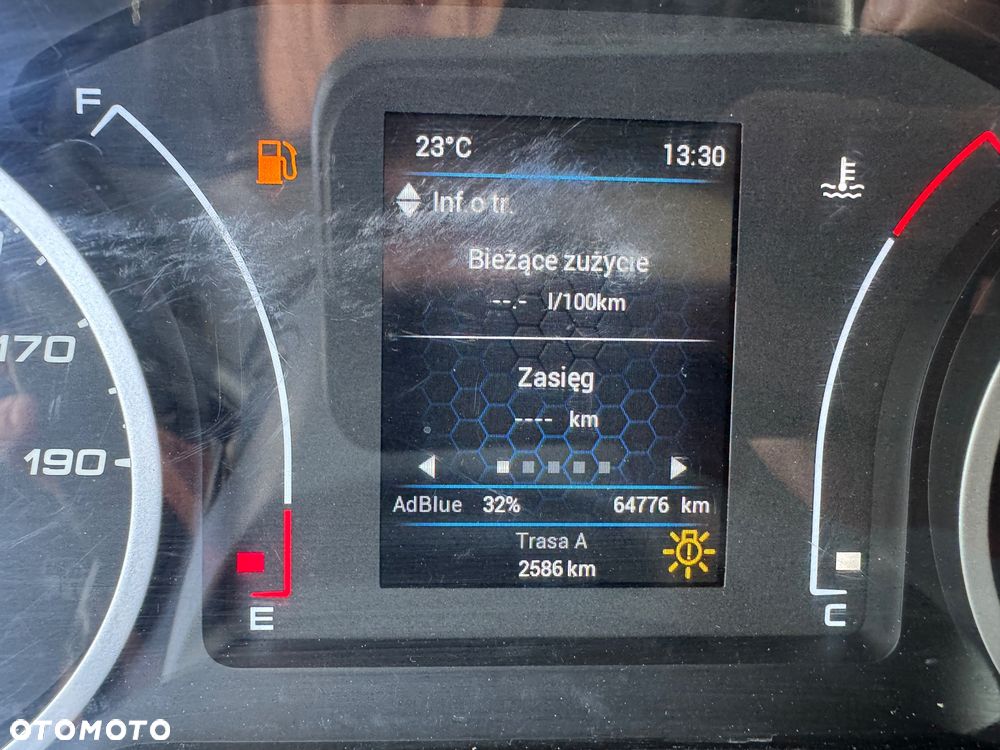 F
23°C 13:30
Inf.o tr.
Bieżące zużycie
--.- l/100km
170
Zasięg
---- km
190
AdBlue 32% 64776 km
Trasa A
2586 km
E
C
OTOMOTO